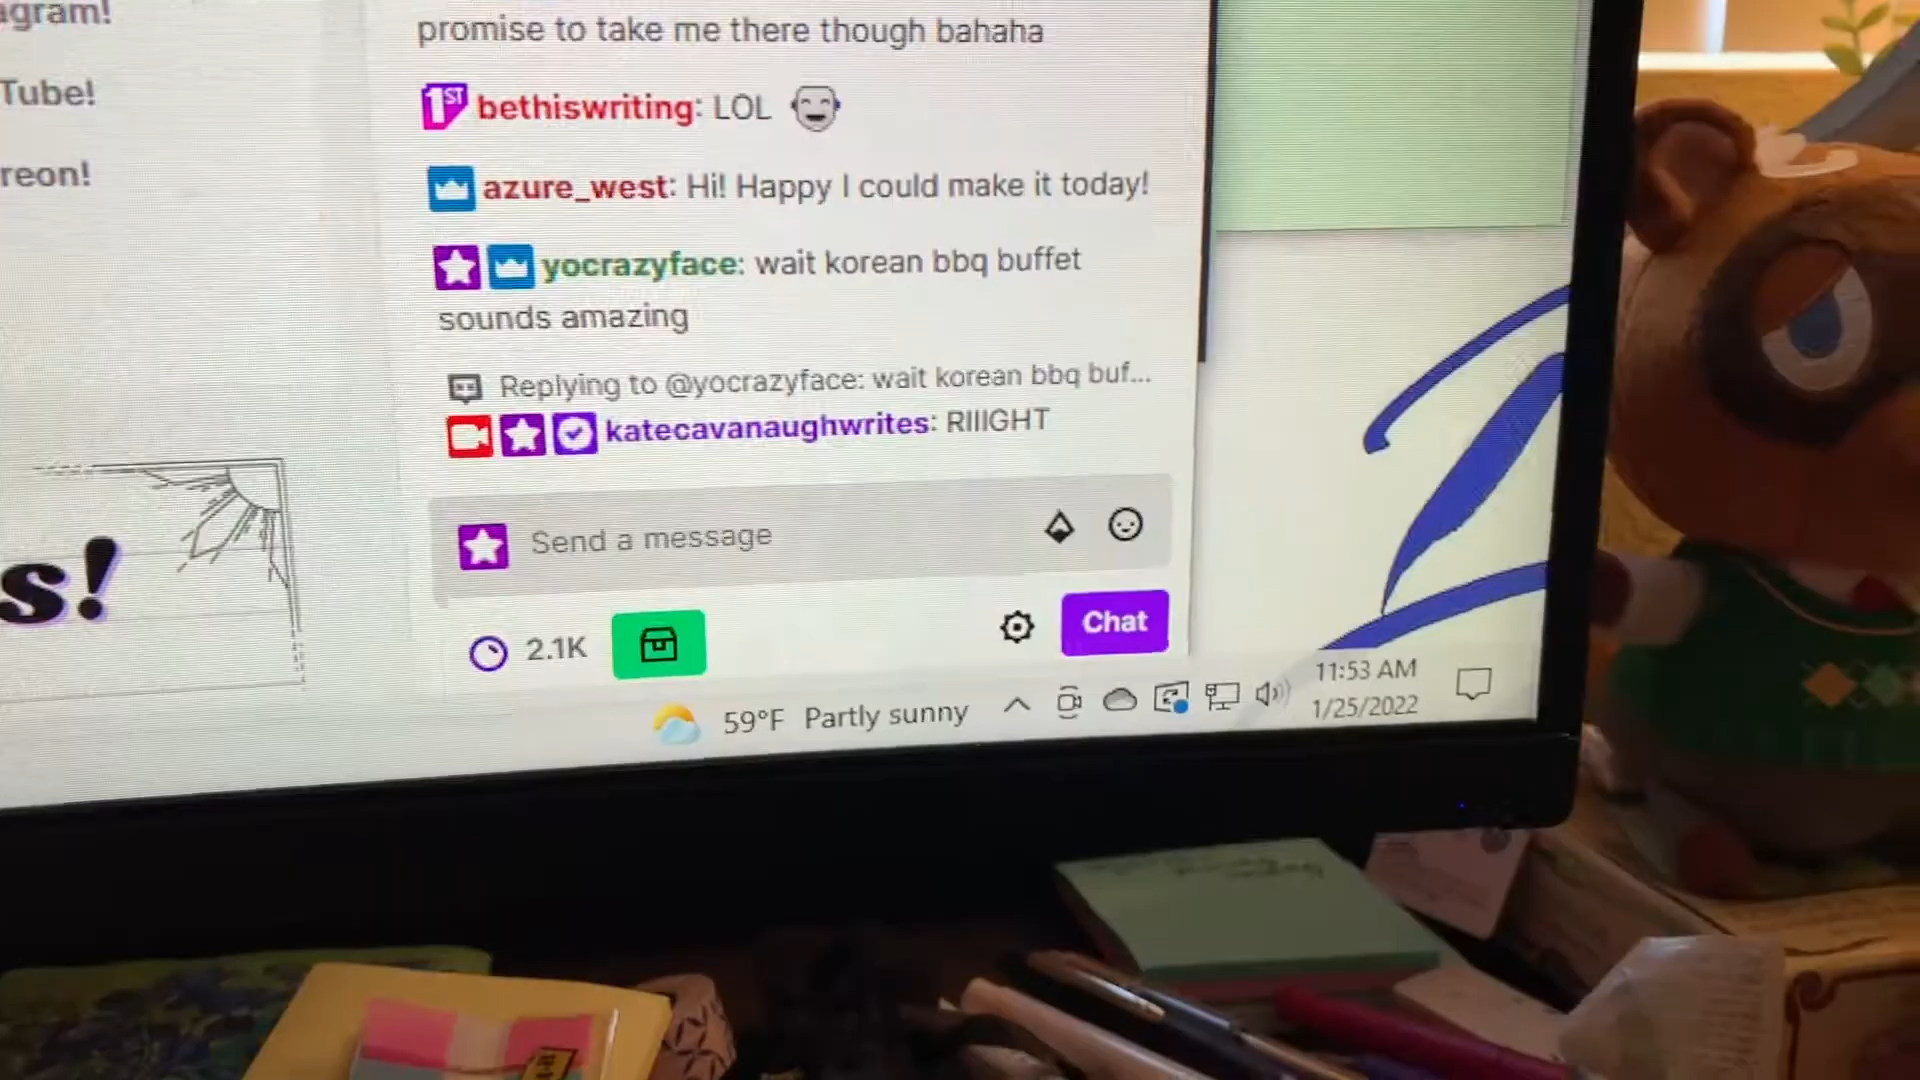 agram!
promise to take me there though bahaha
Tube!
1ST bethiswriting: LOL
reon!
azure_west: Hi! Happy I could make it today!
yocrazyface: wait korean bbq buffet
sounds amazing
Replying to @yocrazyface: wait korean bbq buf...
katecavanaughwrites: RIIIGHT
Send a message
s!
2.1K
Chat
59°F Partly sunny
11:53 AM
1/25/2022